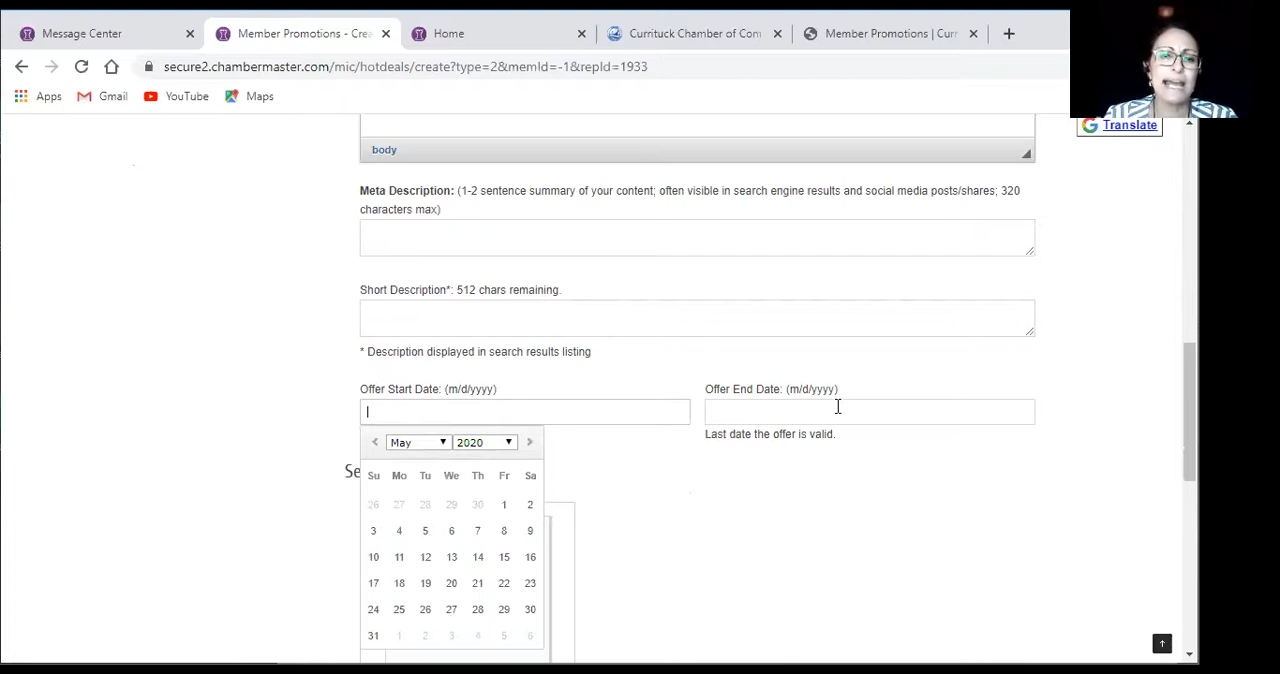 Message Center
Member Promotions - Crea
Home
Currituck Chamber of Com
Member Promotions | Curr
secure2.chambermaster.com/mic/hotdeals/create?type=2&memId=-1&repId=1933
Apps
Gmail
YouTube
Maps
Translate
body
Meta Description: (1-2 sentence summary of your content; often visible in search engine results and social media posts/shares; 320
characters max)
Short Description*: 512 chars remaining.
* Description displayed in search results listing
Offer Start Date: (m/d/yyyy)
Offer End Date: (m/d/yyyy)
Last date the offer is valid.
May 2020
Se
Su Mo Tu We Th Fr Sa
26 27 28 29 30 1 2
3 4 5 6 7 8 9
10 11 12 13 14 15 16
17 18 19 20 21 22 23
24 25 26 27 28 29 30
31 1 2 3 4 5 6